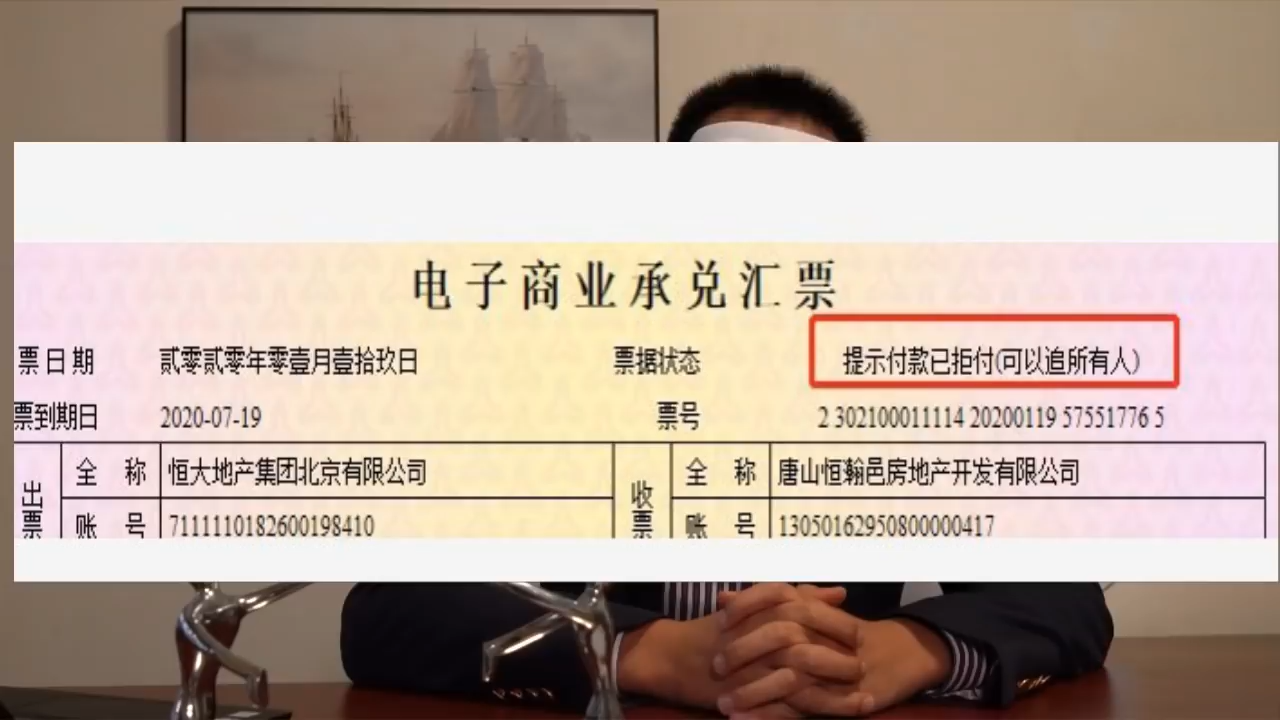 电子商业承兑汇票
票日期 贰零贰零年零壹月壹拾玖日 票据状态 提示付款已拒付(可以追所有人)
票到期日 2020-07-19 票号 2 302100011114 20200119 57551776 5
出票 全称 恒大地产集团北京有限公司 收票 全称 唐山恒翰邑房地产开发有限公司
账号 7111110182600198410 账号 13050162950800000417